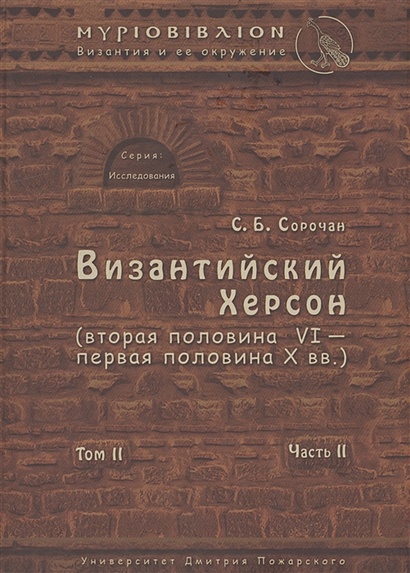 МΥΡΙΟΒΙΒΛΙΟΝ
Византия и ее окружение
Серия:
Исследования
С. Б. Сорочан
Византийский
Херсон
(вторая половина VI —
первая половина X вв.)
Том II
Часть II
Университет Дмитрия Пожарского